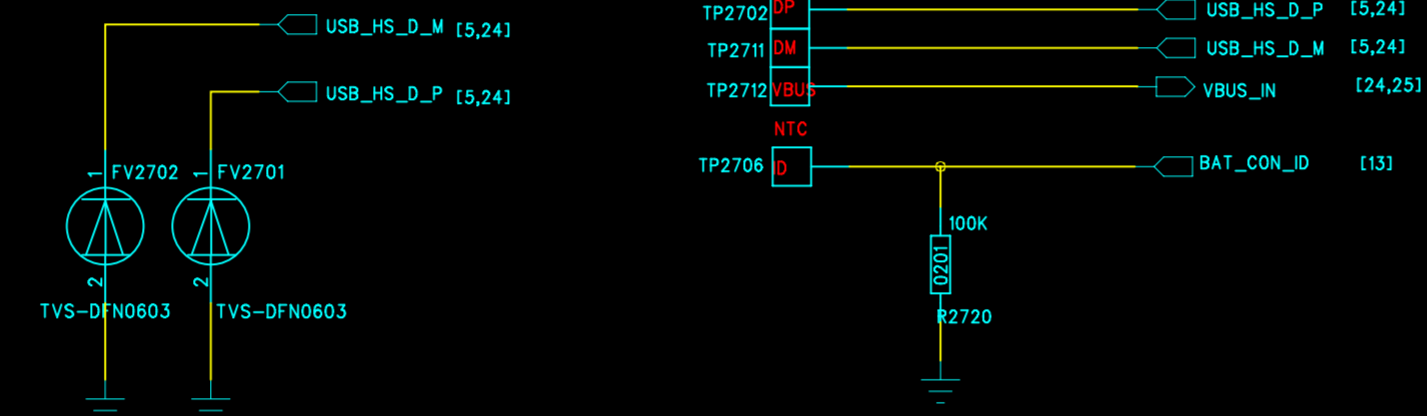 USB_HS_D_M [5,24]
USB_HS_D_P [5,24]
1 FV2702
1 FV2701
2
2
TVS-DFN0603
TVS-DFN0603
TP2702 DP USB_HS_D_P [5,24]
TP2711 DM USB_HS_D_M [5,24]
TP2712 VBUS VBUS_IN [24,25]
NTC
TP2706 ID BAT_CON_ID [13]
100K
0201
R2720